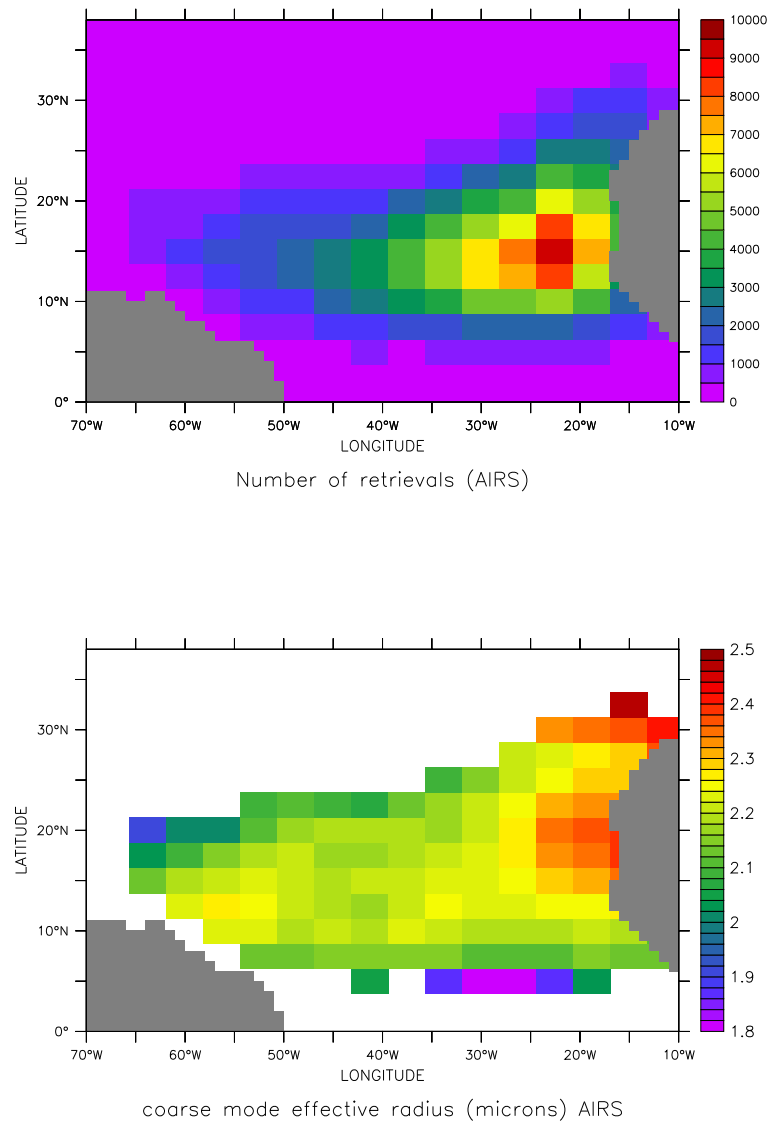 10000
9000
8000
7000
6000
5000
4000
3000
2000
1000
0
30°N
20°N
10°N
0°
LATITUDE
70°W 60°W 50°W 40°W 30°W 20°W 10°W
LONGITUDE
Number of retrievals (AIRS)
2.5
2.4
2.3
2.2
2.1
2
1.9
1.8
30°N
20°N
10°N
0°
LATITUDE
70°W 60°W 50°W 40°W 30°W 20°W 10°W
LONGITUDE
coarse mode effective radius (microns) AIRS